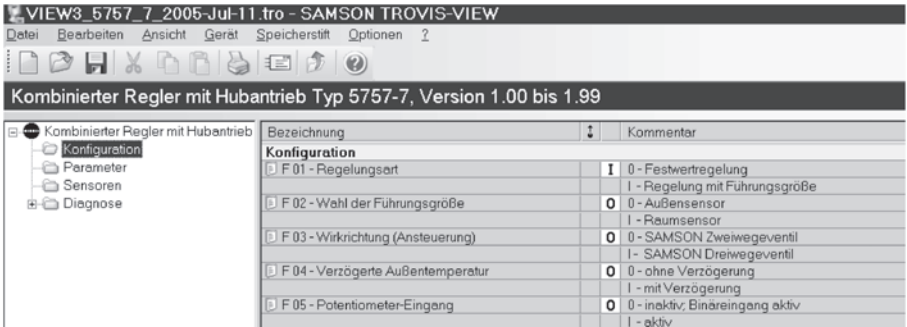 VIEW3_5757_7_2005-Jul-11.tro - SAMSON TROVIS-VIEW
Datei Bearbeiten Ansicht Gerät Speicherstift Optionen ?
Kombinierter Regler mit Hubantrieb Typ 5757-7, Version 1.00 bis 1.99
Kombinierter Regler mit Hubantrieb
Konfiguration
Parameter
Sensoren
Diagnose
Bezeichnung Kommentar
Konfiguration
F 01 - Regelungsart I 0 - Festwertregelung
I - Regelung mit Führungsgröße
F 02 - Wahl der Führungsgröße 0 0 - Außensensor
I - Raumsensor
F 03 - Wirkrichtung (Ansteuerung) 0 0 - SAMSON Zweiwegeventil
I - SAMSON Dreiwegeventil
F 04 - Verzögerte Außentemperatur 0 0 - ohne Verzögerung
I - mit Verzögerung
F 05 - Potentiometer-Eingang 0 0 - inaktiv; Binäreingang aktiv
I - aktiv